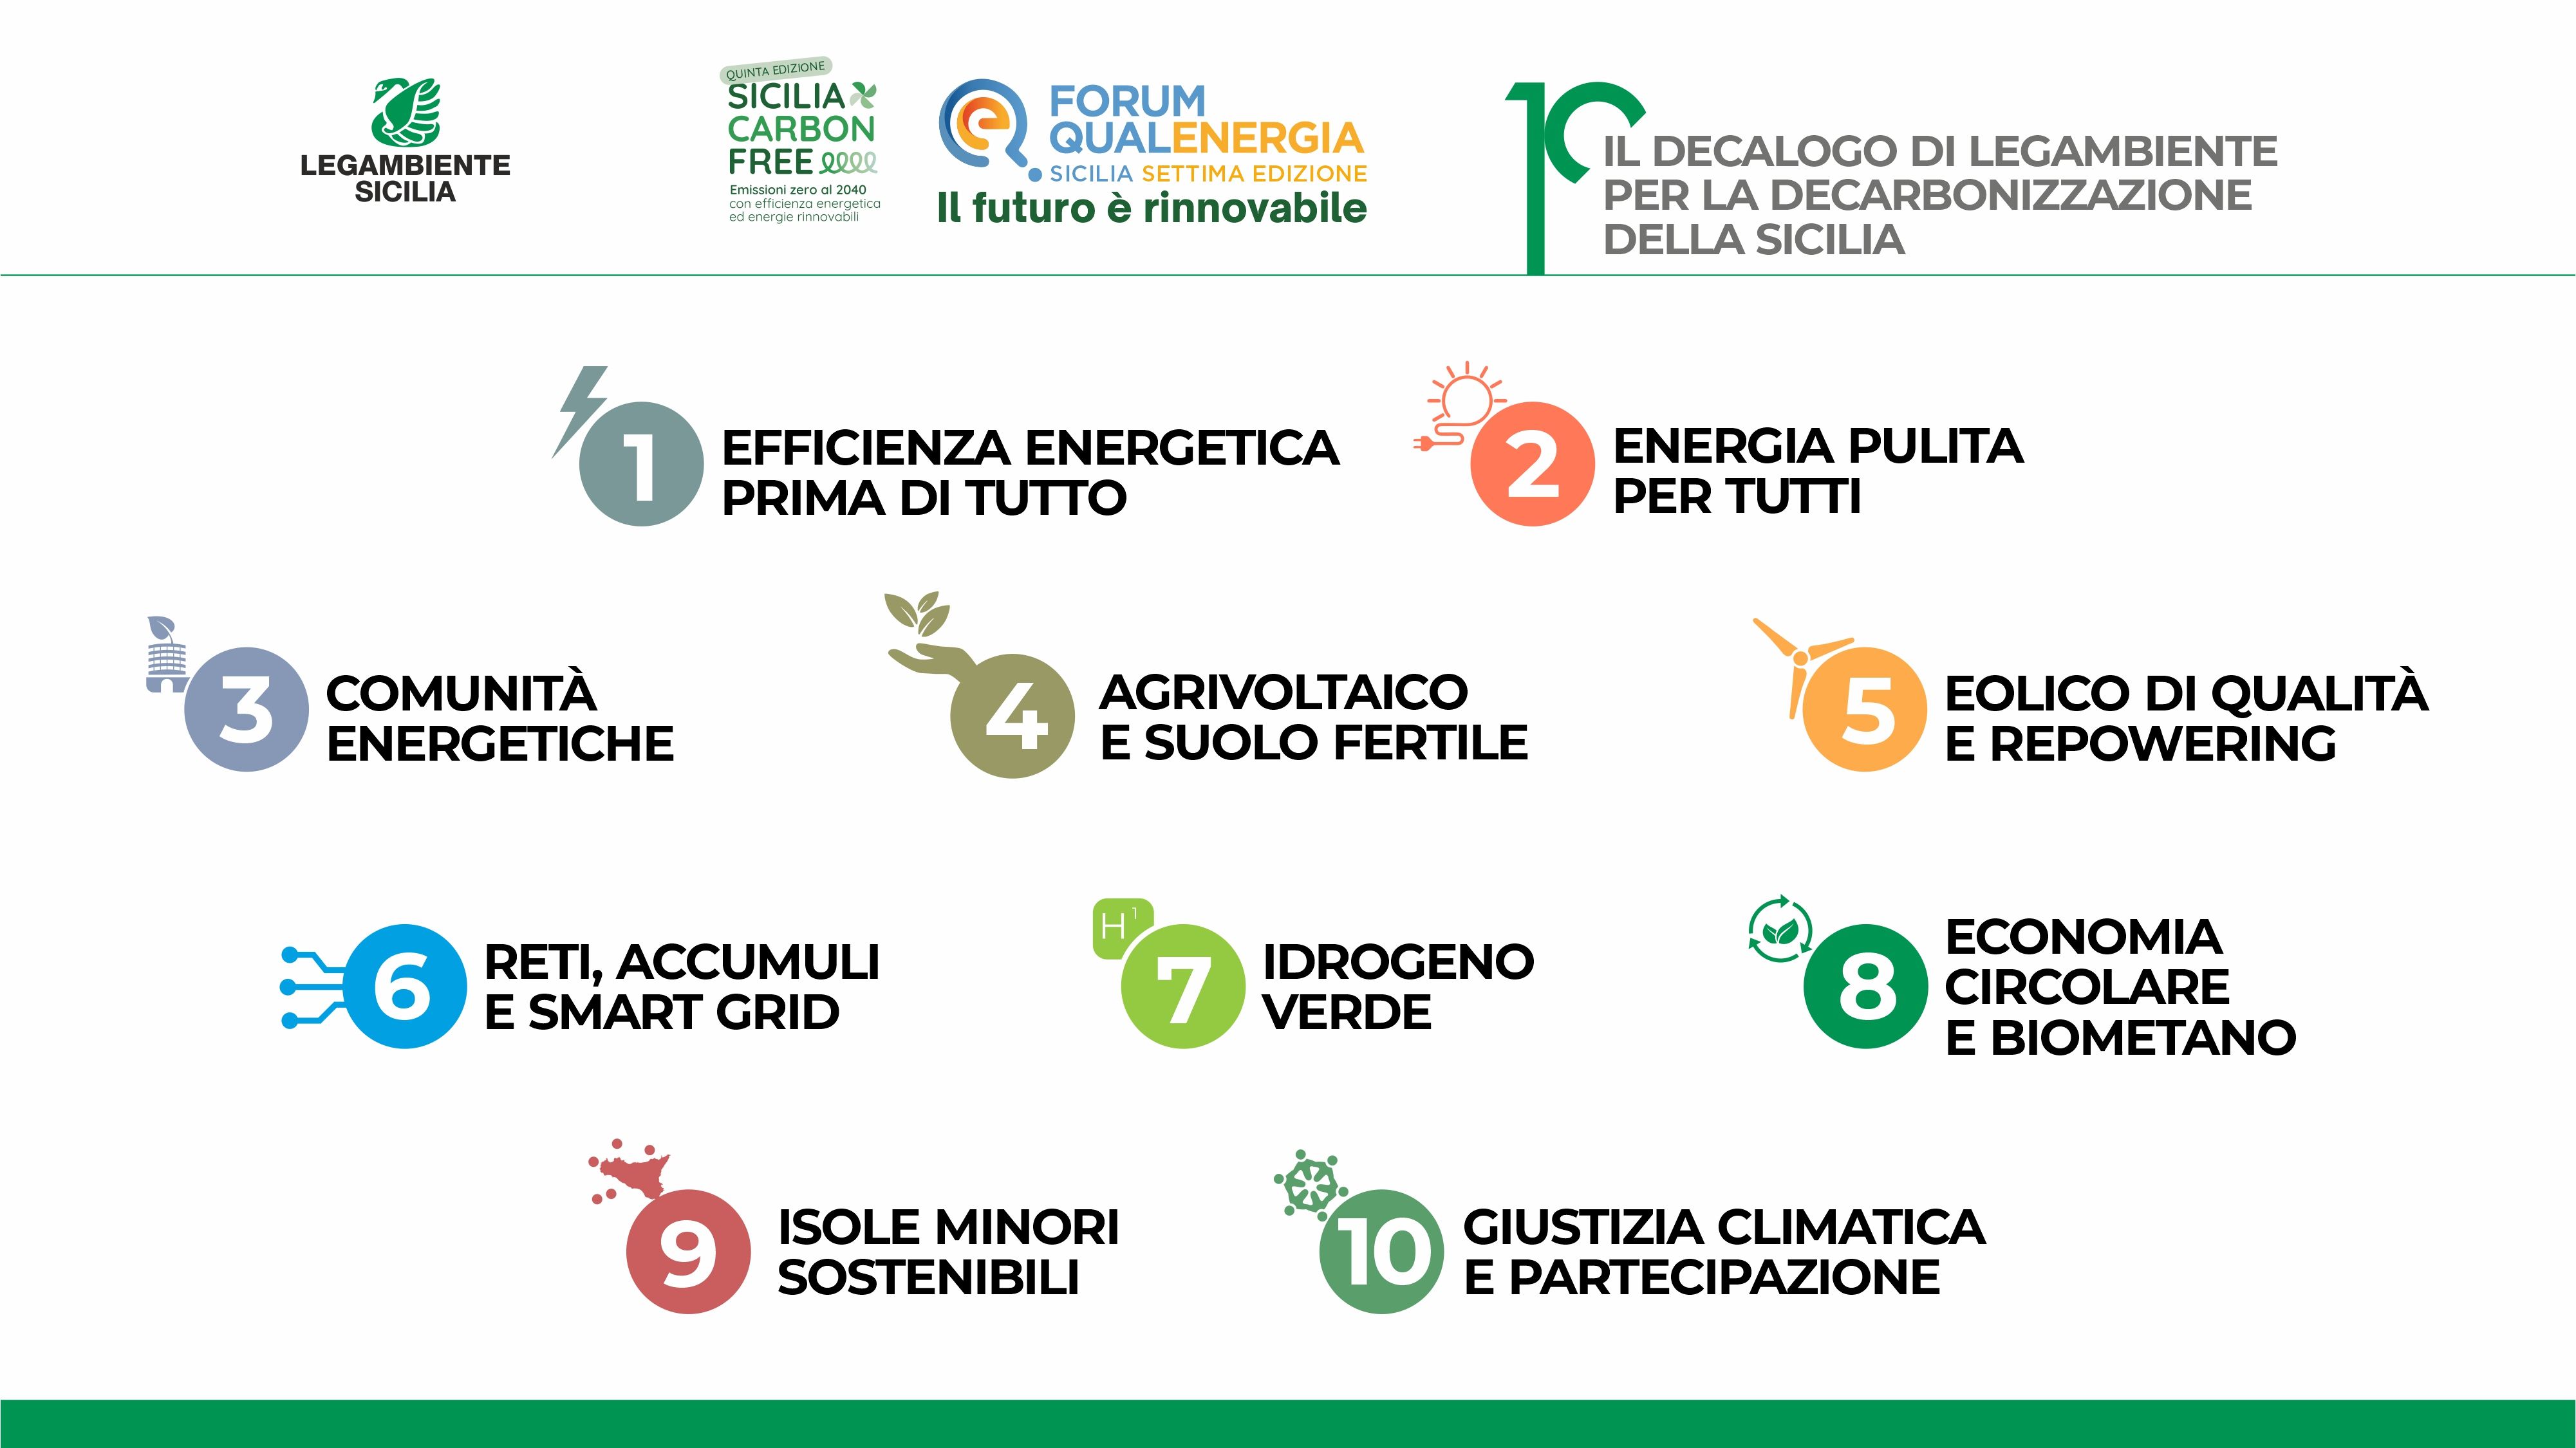 LEGAMBIENTE
SICILIA
QUINTA EDIZIONE
SICILIA
CARBON
FREE
Emissioni zero al 2040
con efficienza energetica
ed energie rinnovabili
e
FORUM
QUALENERGIA
SICILIA SETTIMA EDIZIONE
Il futuro è rinnovabile
10
IL DECALOGO DI LEGAMBIENTE
PER LA DECARBONIZZAZIONE
DELLA SICILIA
1
EFFICIENZA ENERGETICA
PRIMA DI TUTTO
2
ENERGIA PULITA
PER TUTTI
3
COMUNITÀ
ENERGETICHE
4
AGRIVOLTAICO
E SUOLO FERTILE
5
EOLICO DI QUALITÀ
E REPOWERING
6
RETI, ACCUMULI
E SMART GRID
H¹
7
IDROGENO
VERDE
8
ECONOMIA
CIRCOLARE
E BIOMETANO
9
ISOLE MINORI
SOSTENIBILI
10
GIUSTIZIA CLIMATICA
E PARTECIPAZIONE